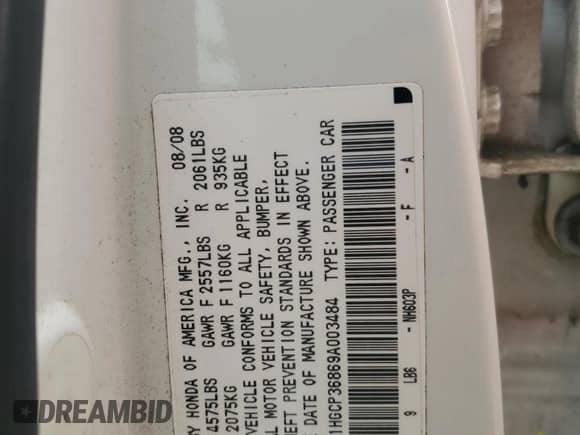 BY HONDA OF AMERICA MFG., INC. 08/08
4575LBS GAWR F 2557LBS R 2061LBS
2075KG GAWR F 1160KG R 935KG
VEHICLE CONFORMS TO ALL APPLICABLE
MOTOR VEHICLE SAFETY, BUMPER,
PREVENTION STANDARDS IN EFFECT
DATE OF MANUFACTURE SHOWN ABOVE.
1HGCP36869A003484 TYPE: PASSENGER CAR
9 LB6 - NH603P - F - A
DREAMBID